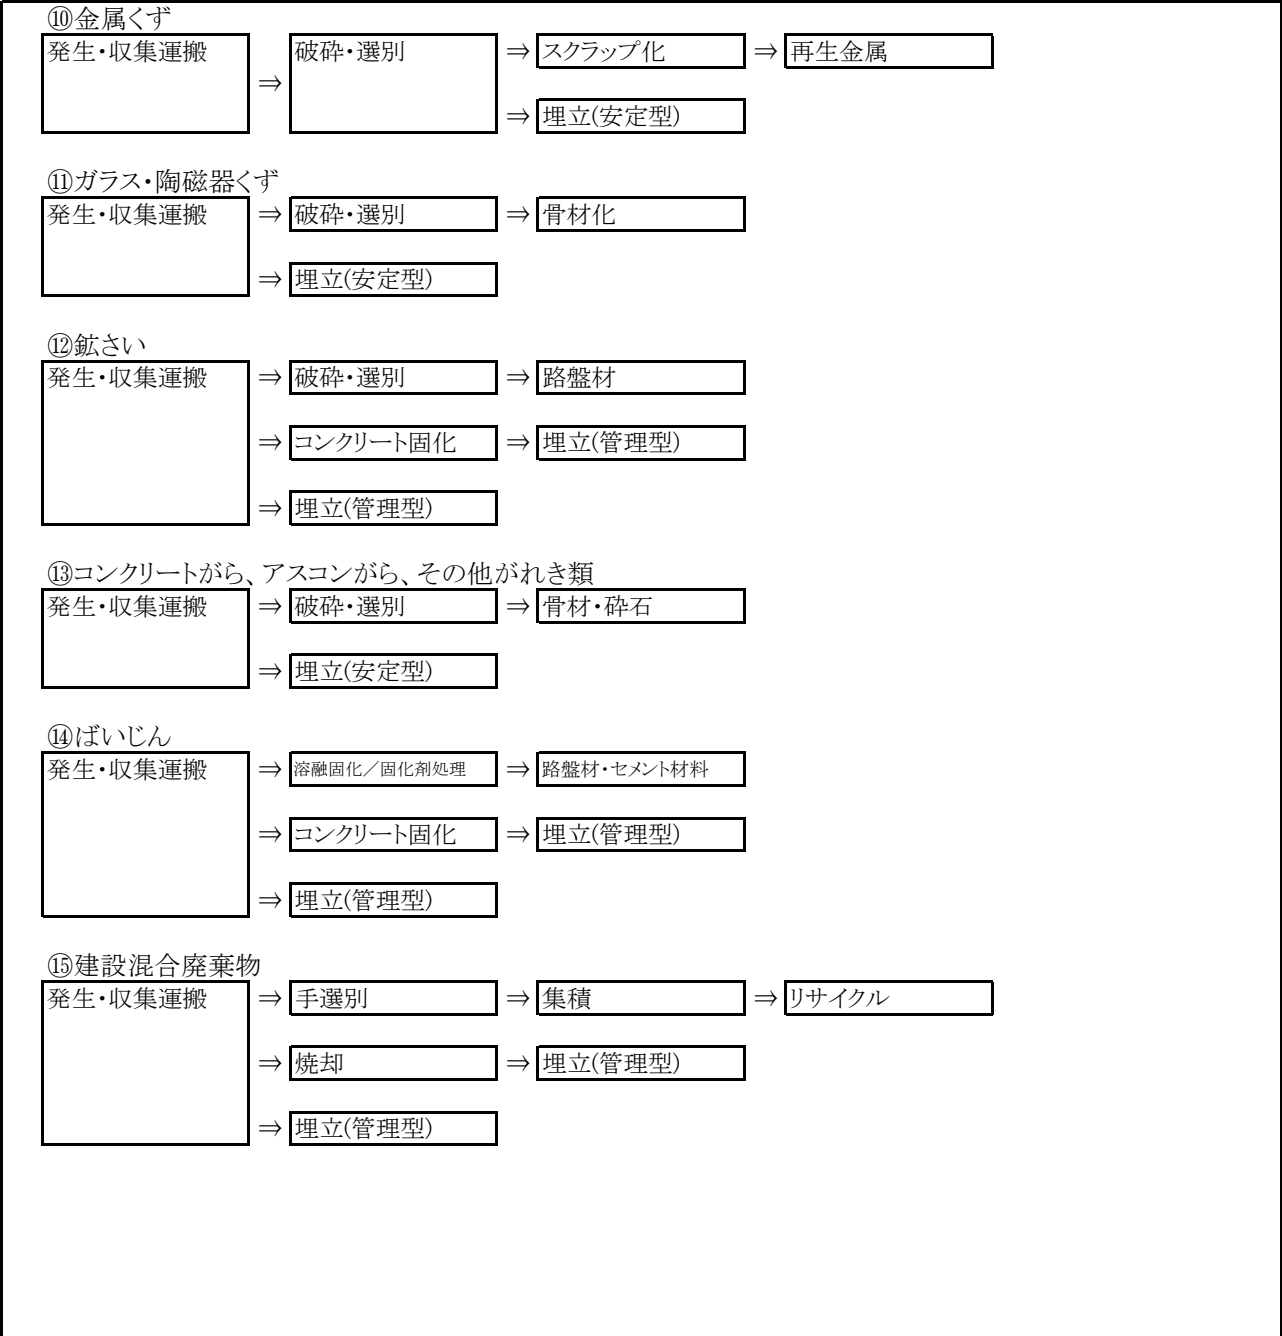 ⑩金属くず
発生・収集運搬 ⇒ 破砕・選別 ⇒ スクラップ化 ⇒ 再生金属
⇒ 埋立(安定型)
⑪ガラス・陶磁器くず
発生・収集運搬 ⇒ 破砕・選別 ⇒ 骨材化
⇒ 埋立(安定型)
⑫鉱さい
発生・収集運搬 ⇒ 破砕・選別 ⇒ 路盤材
⇒ コンクリート固化 ⇒ 埋立(管理型)
⇒ 埋立(管理型)
⑬コンクリートがら、アスコンがら、その他がれき類
発生・収集運搬 ⇒ 破砕・選別 ⇒ 骨材・砕石
⇒ 埋立(安定型)
⑭ばいじん
発生・収集運搬 ⇒ 溶融固化／固化剤処理 ⇒ 路盤材・セメント材料
⇒ コンクリート固化 ⇒ 埋立(管理型)
⇒ 埋立(管理型)
⑮建設混合廃棄物
発生・収集運搬 ⇒ 手選別 ⇒ 集積 ⇒ リサイクル
⇒ 焼却 ⇒ 埋立(管理型)
⇒ 埋立(管理型)